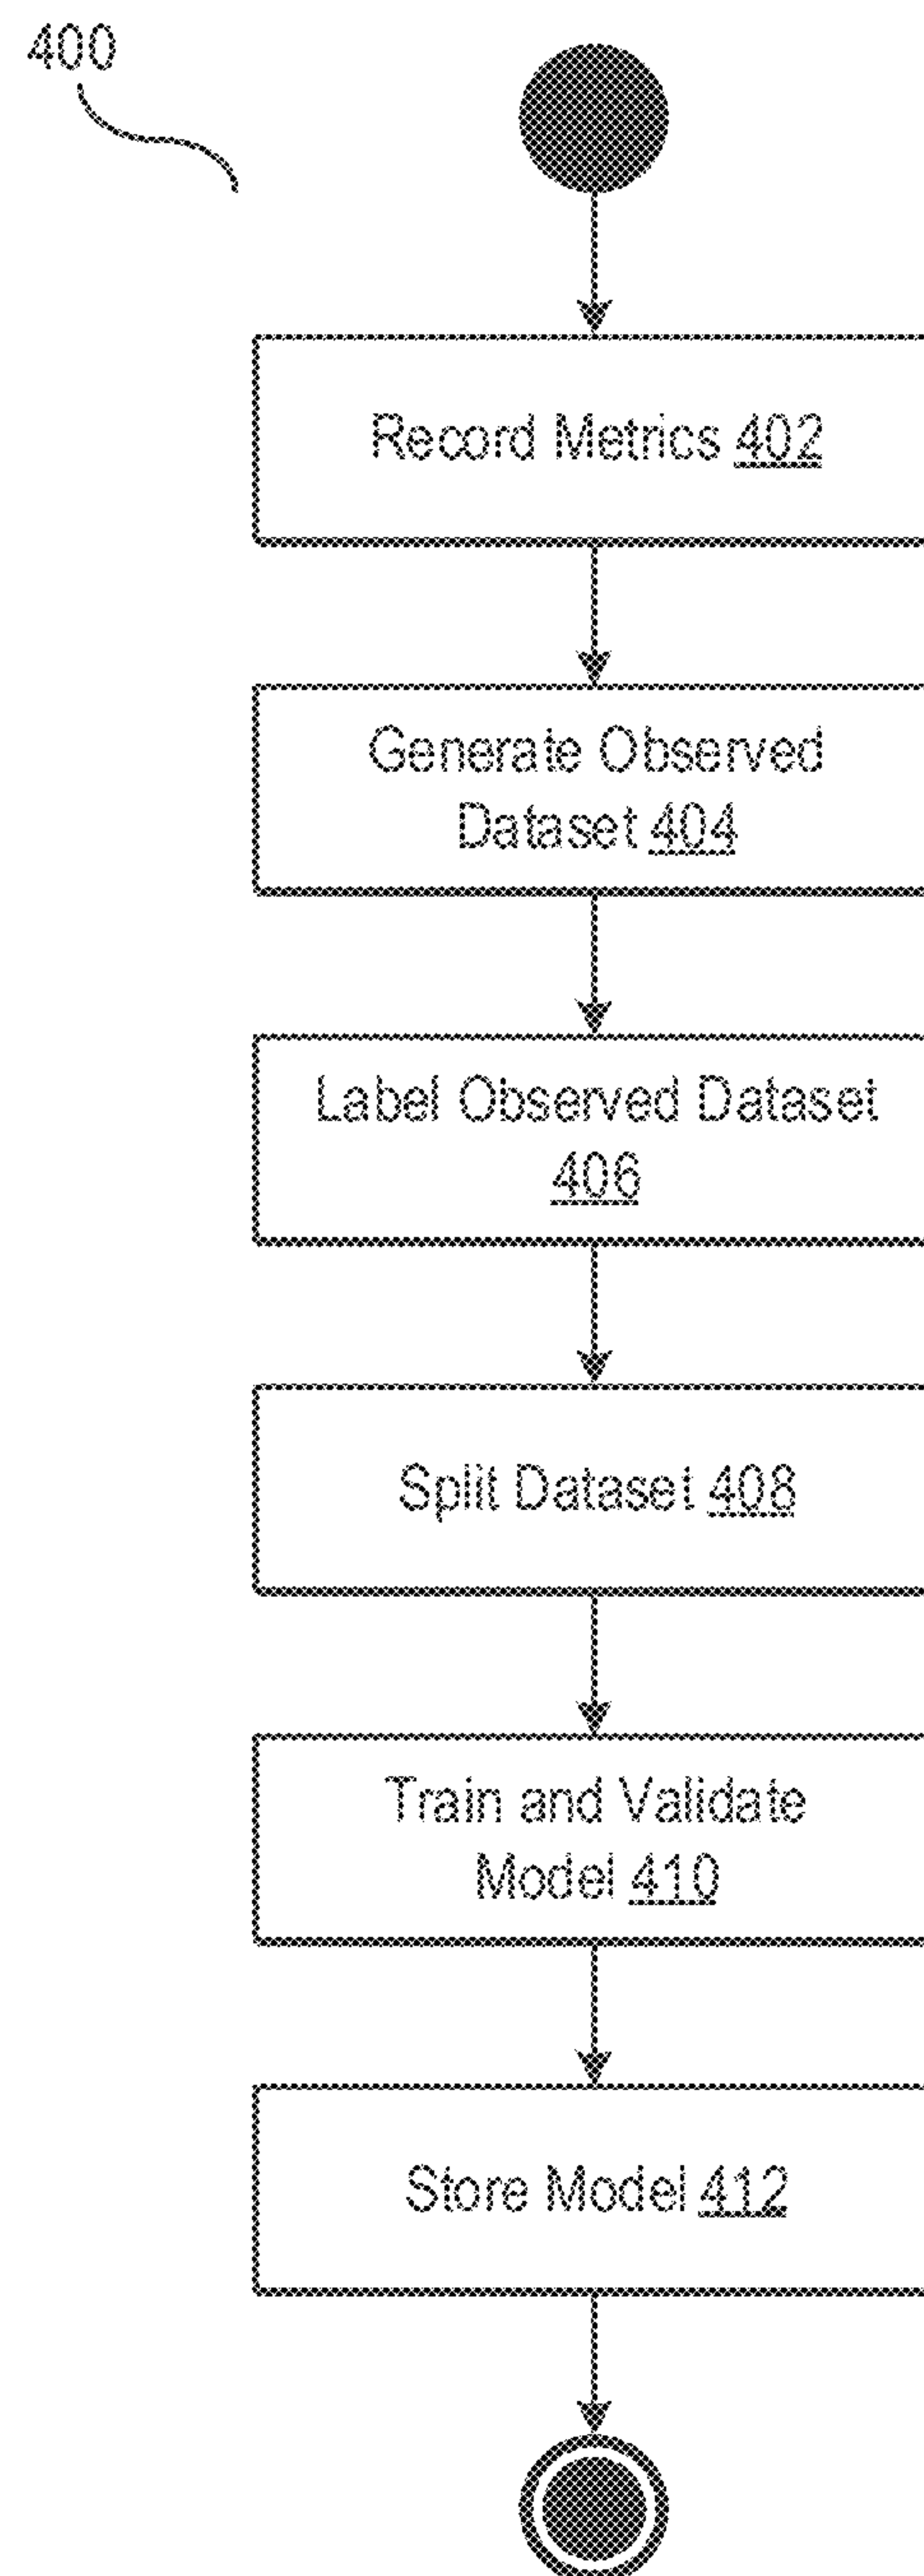 400
Record Metrics 402
Generate Observed
Dataset 404
Label Observed Dataset
406
Split Dataset 408
Train and Validate
Model 410
Store Model 412